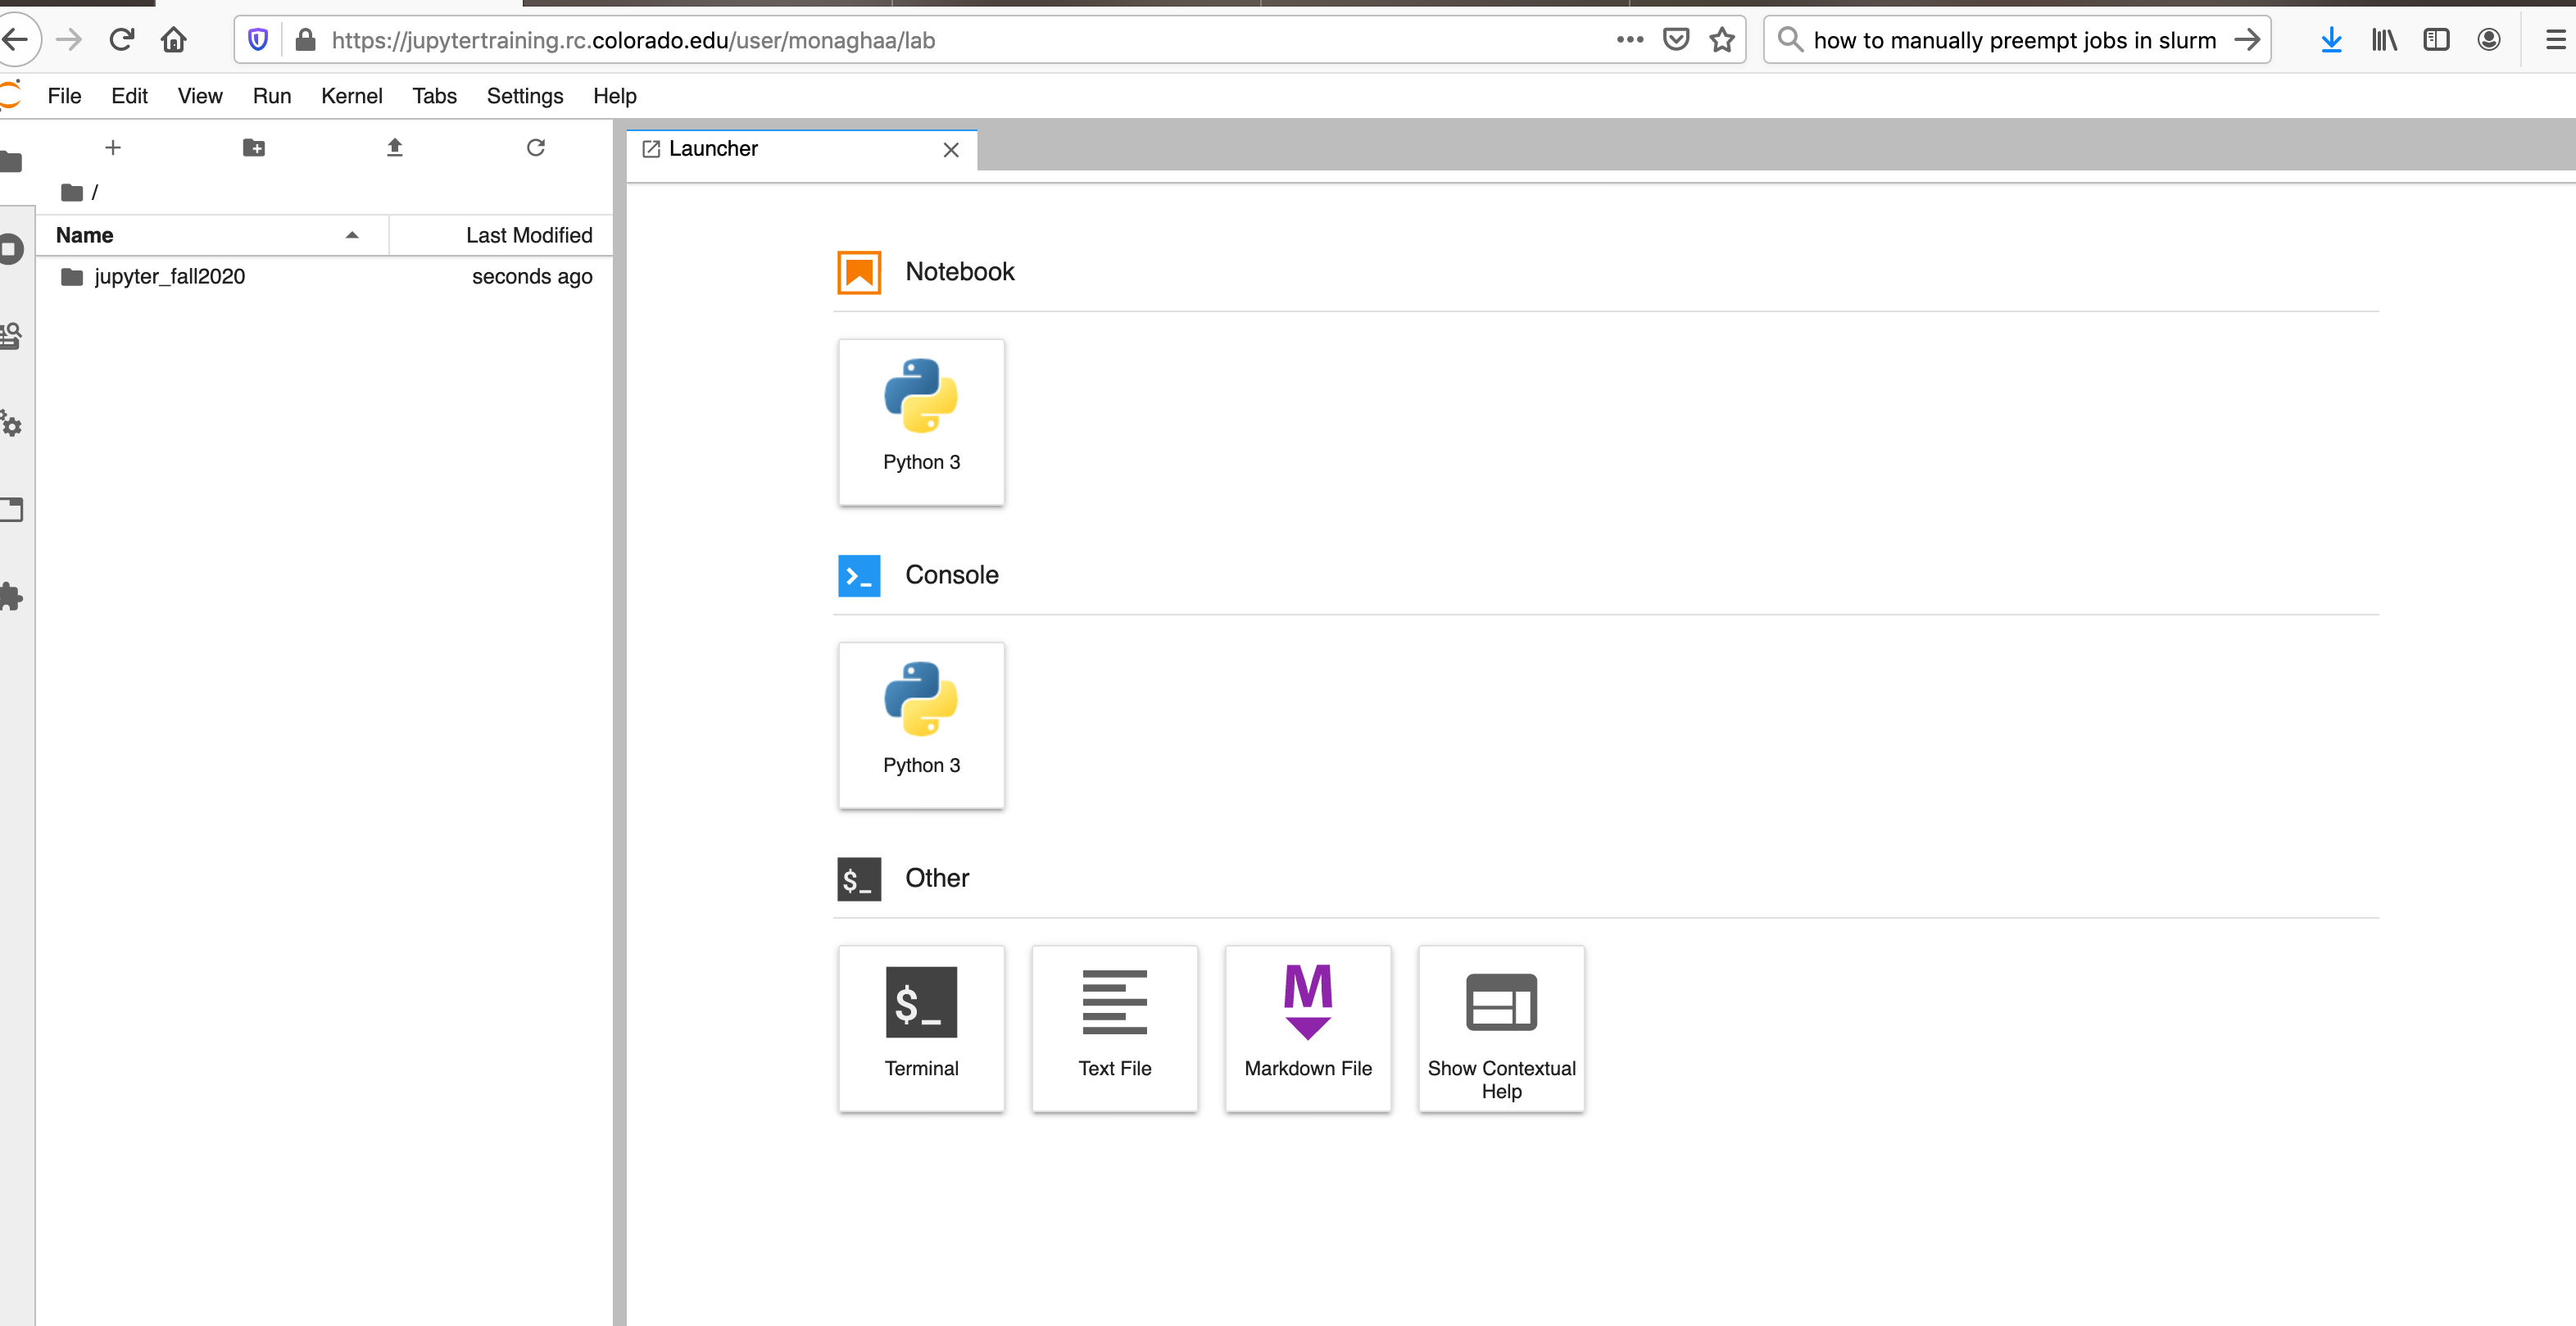 https://jupytertraining.rc.colorado.edu/user/monaghaa/lab
how to manually preempt jobs in slurm
File Edit View Run Kernel Tabs Settings Help
Launcher
/
Name Last Modified
jupyter_fall2020 seconds ago
Notebook
Python 3
Console
>_
Python 3
$_ Other
$_
M
Terminal
Text File
Markdown File
Show Contextual
Help